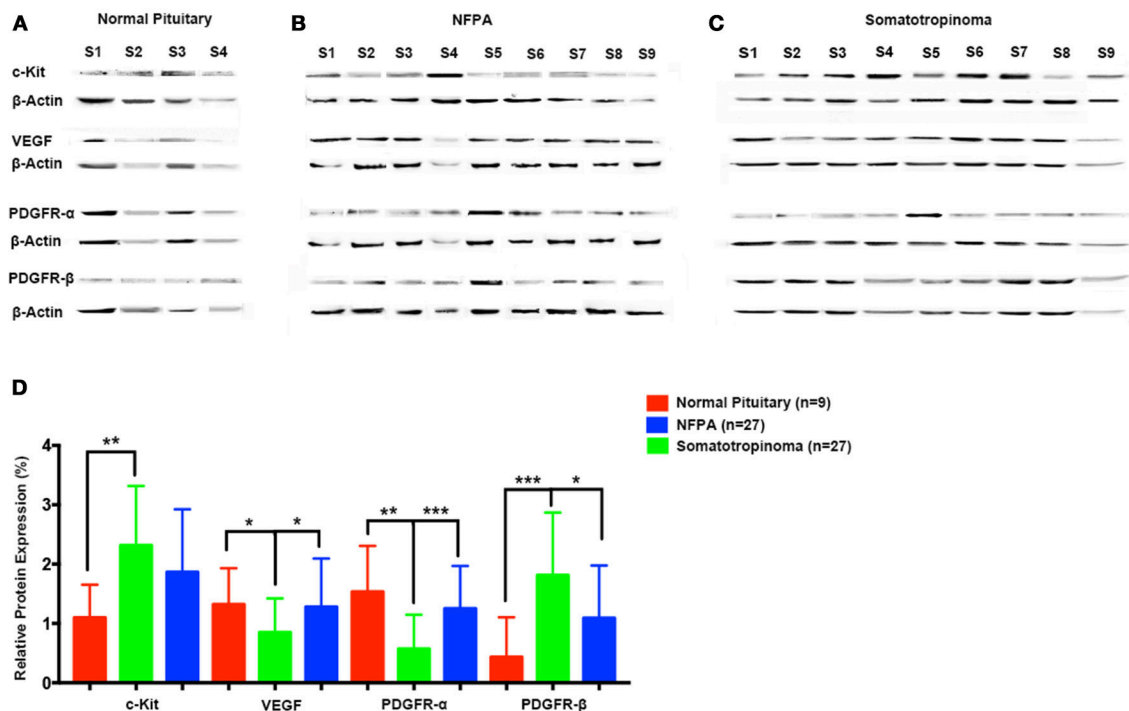 A Normal Pituitary
S1 S2 S3 S4
c-Kit
β-Actin
VEGF
β-Actin
PDGFR-α
β-Actin
PDGFR-β
β-Actin
B NFPA
S1 S2 S3 S4 S5 S6 S7 S8 S9
C Somatotropinoma
S1 S2 S3 S4 S5 S6 S7 S8 S9
D
Normal Pituitary (n=9)
NFPA (n=27)
Somatotropinoma (n=27)
Relative Protein Expression (%)
4
3
2
1
0
**
* *
** ***
*** *
c-Kit VEGF PDGFR-α PDGFR-β